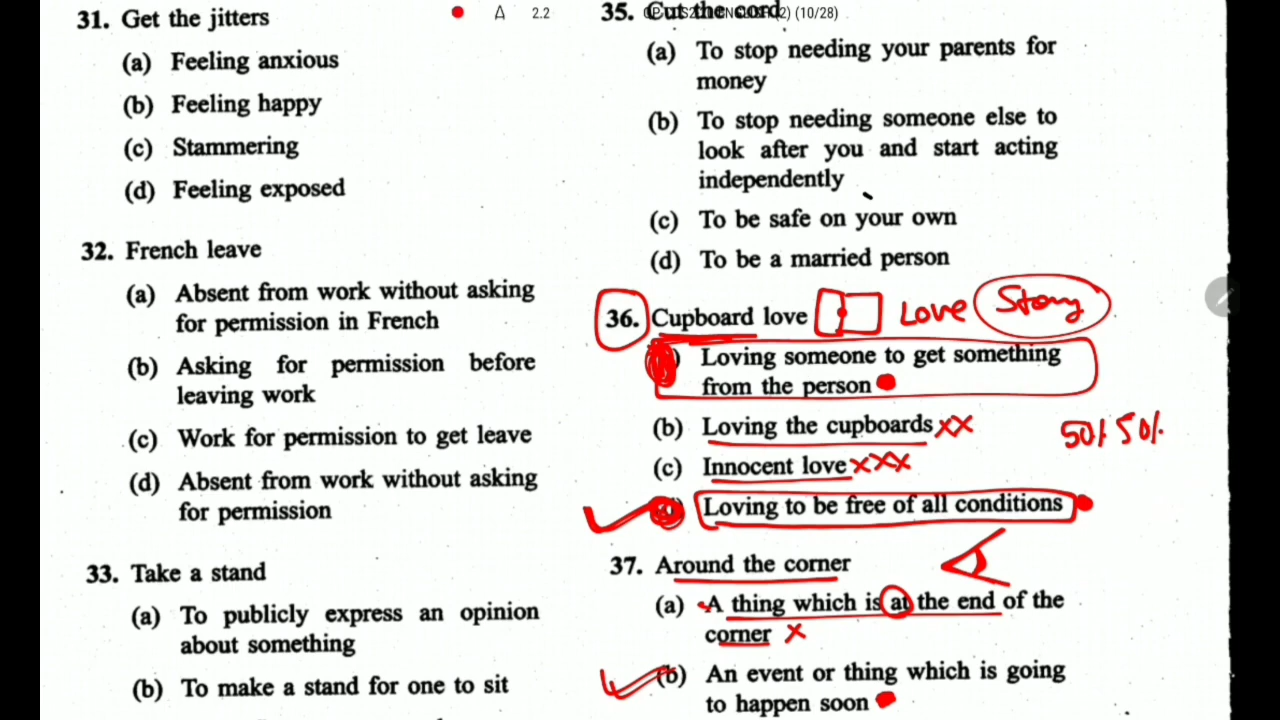 31. Get the jitters
(a) Feeling anxious
(b) Feeling happy
(c) Stammering
(d) Feeling exposed
32. French leave
(a) Absent from work without asking
for permission in French
(b) Asking for permission before
leaving work
(c) Work for permission to get leave
(d) Absent from work without asking
for permission
33. Take a stand
(a) To publicly express an opinion
about something
(b) To make a stand for one to sit
A 2.2
(10/28)
35. Cut the cord
(a) To stop needing your parents for
money
(b) To stop needing someone else to
look after you and start acting
independently
(c) To be safe on your own
(d) To be a married person
36. Cupboard love Love Story
Loving someone to get something
from the person
(b) Loving the cupboards xx
50% 50%
(c) Innocent love xxx
Loving to be free of all conditions
37. Around the corner
(a) A thing which is at the end of the
corner x
(b) An event or thing which is going
to happen soon